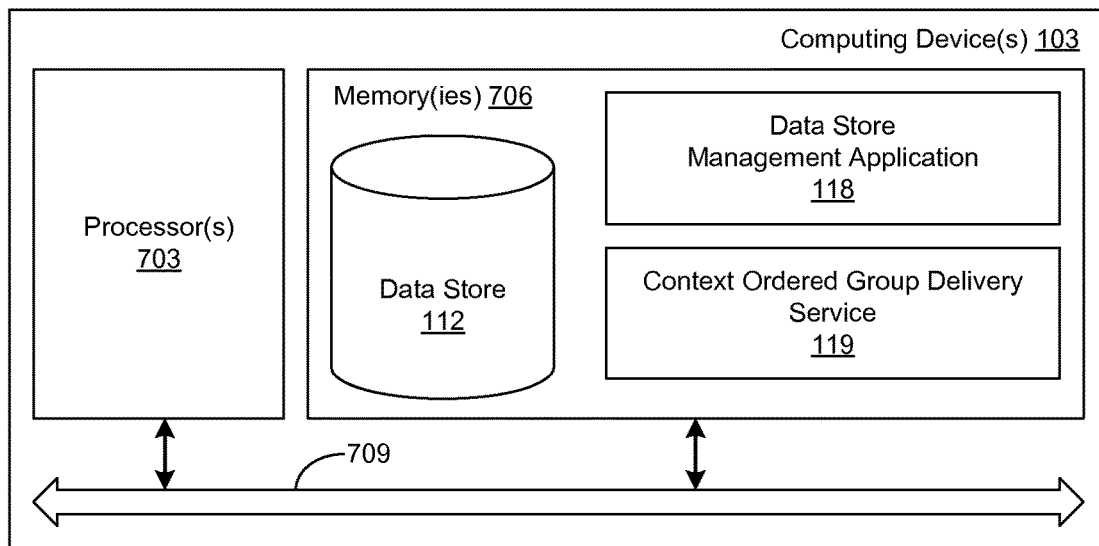 Computing Device(s) 103
Memory(ies) 706
Processor(s)
703
Data Store
112
Data Store
Management Application
118
Context Ordered Group Delivery
Service
119
709